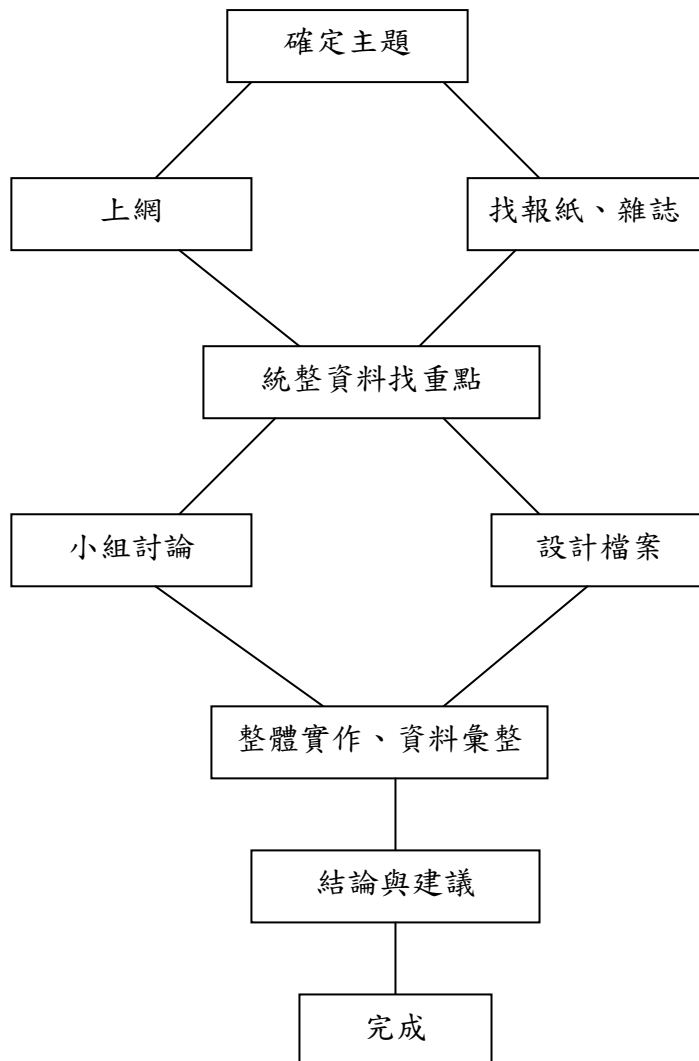 確定主題
上網
找報紙、雜誌
統整資料找重點
小組討論
設計檔案
整體實作、資料彙整
結論與建議
完成